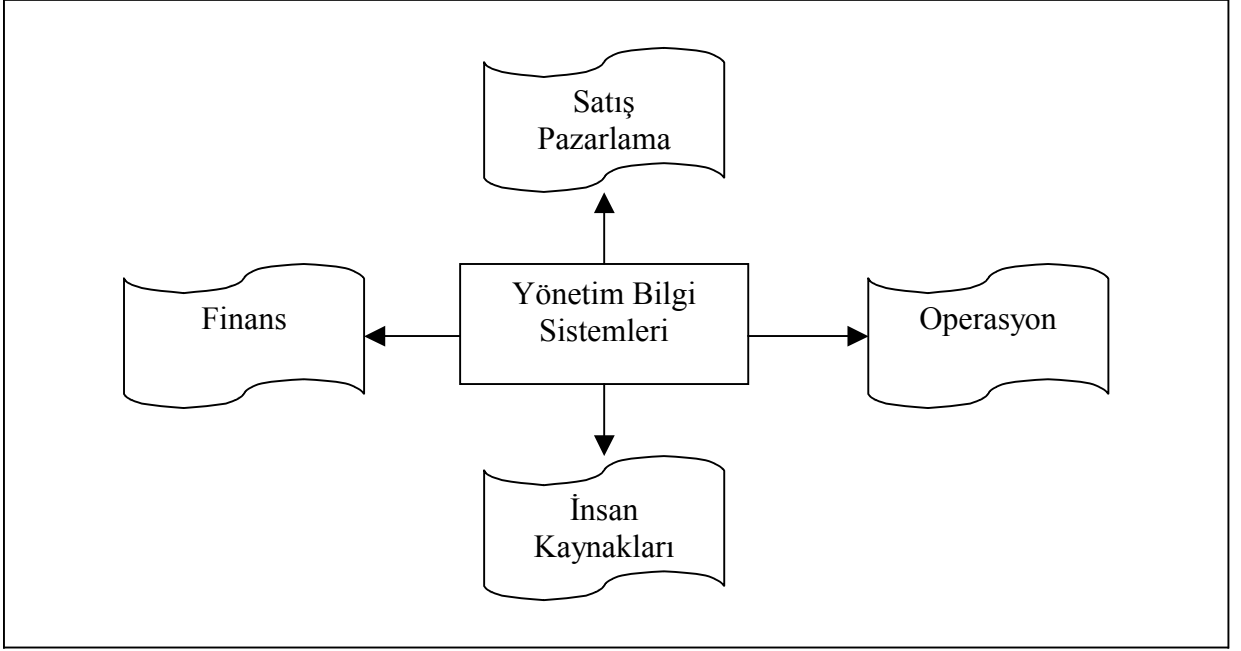 Satış
Pazarlama
Finans
Yönetim Bilgi
Sistemleri
Operasyon
İnsan
Kaynakları